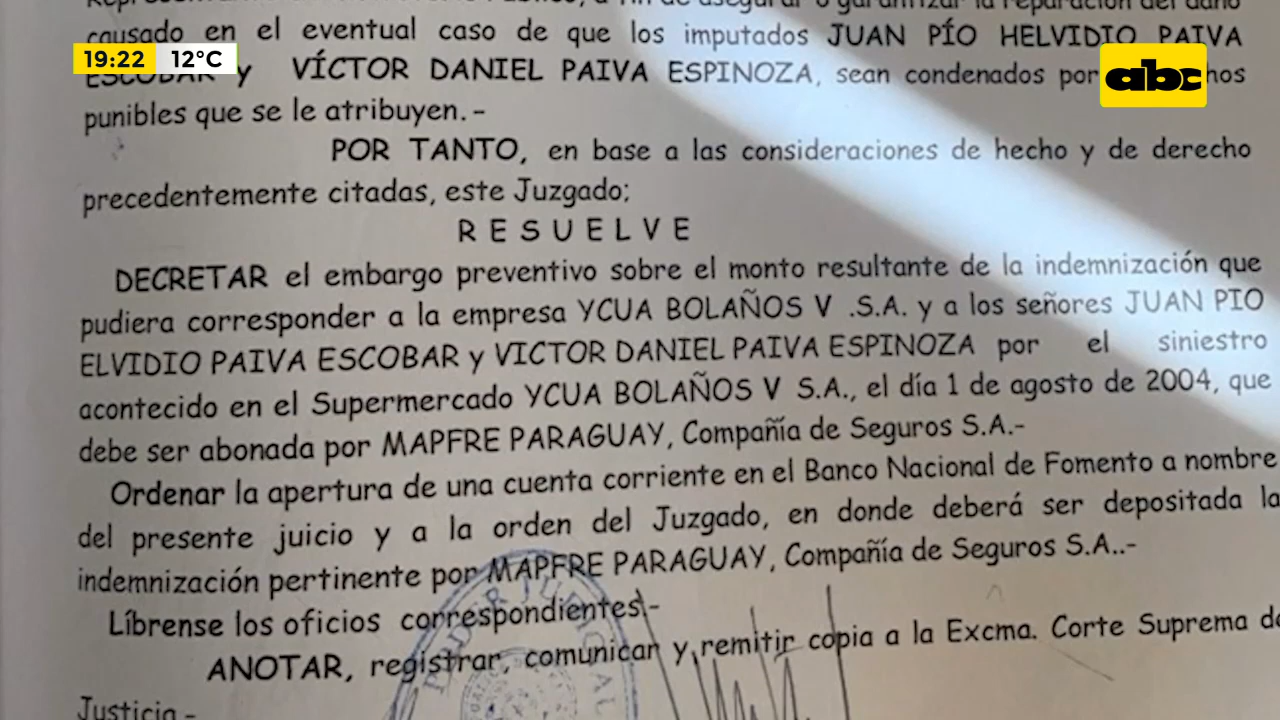 19:22 12°C
abc
Representante
causado en el eventual caso de que los imputados JUAN PÍO HELVIDIO PAIVA
ESCOBAR y VÍCTOR DANIEL PAIVA ESPINOZA, sean condenados por hos
punibles que se le atribuyen.-
POR TANTO, en base a las consideraciones de hecho y de derecho
precedentemente citadas, este Juzgado;
R E S U E L V E
DECRETAR el embargo preventivo sobre el monto resultante de la indemnización que
pudiera corresponder a la empresa YCUA BOLAÑOS V .S.A. y a los señores JUAN PIO
ELVIDIO PAIVA ESCOBAR y VICTOR DANIEL PAIVA ESPINOZA por el siniestro
acontecido en el Supermercado YCUA BOLAÑOS V S.A., el día 1 de agosto de 2004, que
debe ser abonada por MAPFRE PARAGUAY, Compañía de Seguros S.A.-
Ordenar la apertura de una cuenta corriente en el Banco Nacional de Fomento a nombre
del presente juicio y a la orden del Juzgado, en donde deberá ser depositada la
indemnización pertinente por MAPFRE PARAGUAY, Compañía de Seguros S.A..-
Líbrense los oficios correspondientes.-
ANOTAR, registrar, comunicar y remitir copia a la Excma. Corte Suprema de
Justicia.-
PODER JUDICIAL